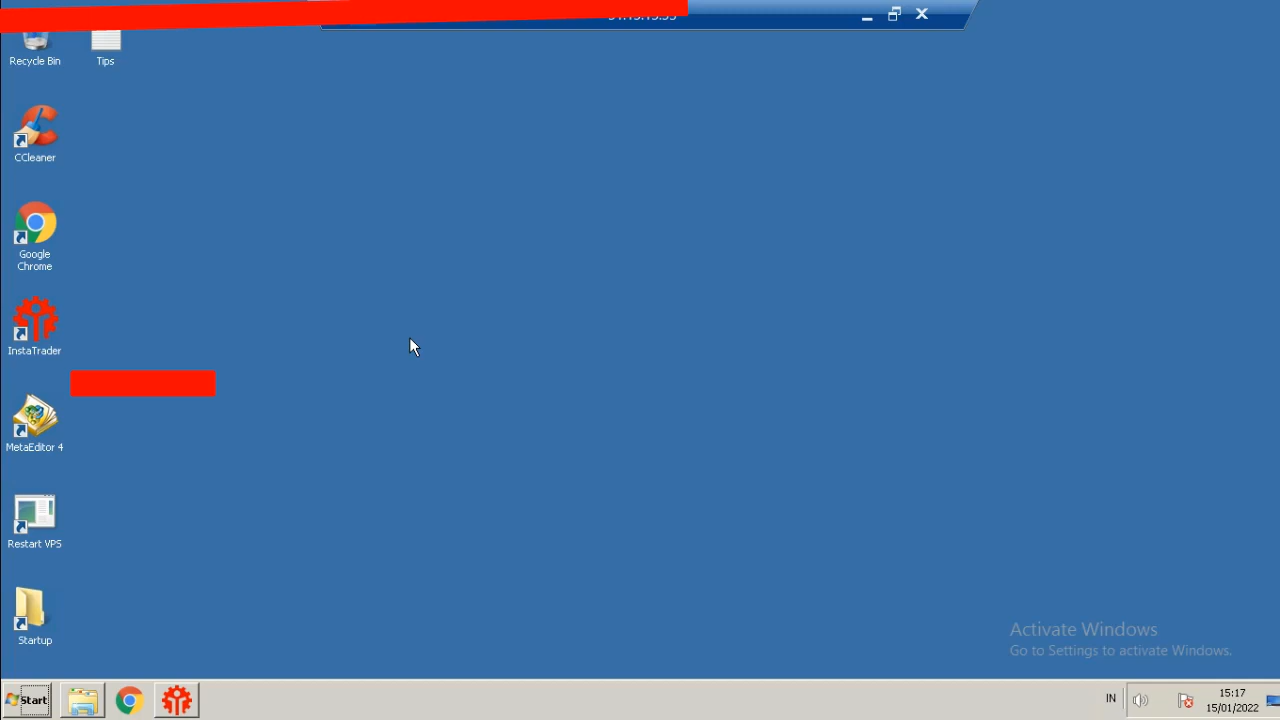 Recycle Bin
Tips
CCleaner
Google
Chrome
InstaTrader
MetaEditor 4
Restart VPS
Startup
Activate Windows
Go to Settings to activate Windows.
Start
IN
15:17
15/01/2022